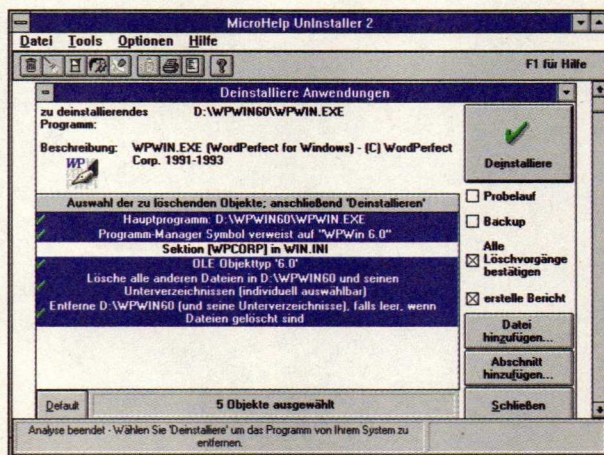 MicroHelp UnInstaller 2
Datei Tools Optionen Hilfe
F1 für Hilfe
Deinstalliere Anwendungen
zu deinstallierendes Programm: D:\WPWIN60\WPWIN.EXE
Beschreibung: WPWIN.EXE (WordPerfect for Windows) - (C) WordPerfect
Corp. 1991-1993
WP
Deinstalliere
Auswahl der zu löschenden Objekte; anschließend 'Deinstallieren'
Hauptprogramm: D:\WPWIN60\WPWIN.EXE
Programm-Manager Symbol verweist auf "WPWin 6.0"
Sektion [WPCORP] in WIN.INI
OLE Objekttyp '6.0'
Lösche alle anderen Dateien in D:\WPWIN60 und seinen
Unterverzeichnissen (individuell auswählbar)
Entferne D:\WPWIN60 (und seine Unterverzeichnisse), falls leer, wenn
Dateien gelöscht sind
Probelauf
Backup
Alle
Löschvorgänge
bestätigen
erstelle Bericht
Datei
hinzufügen...
Abschnitt
hinzufügen...
Default
5 Objekte ausgewählt
Schließen
Analyse beendet - Wählen Sie 'Deinstalliere' um das Programm von Ihrem System zu
entfernen.